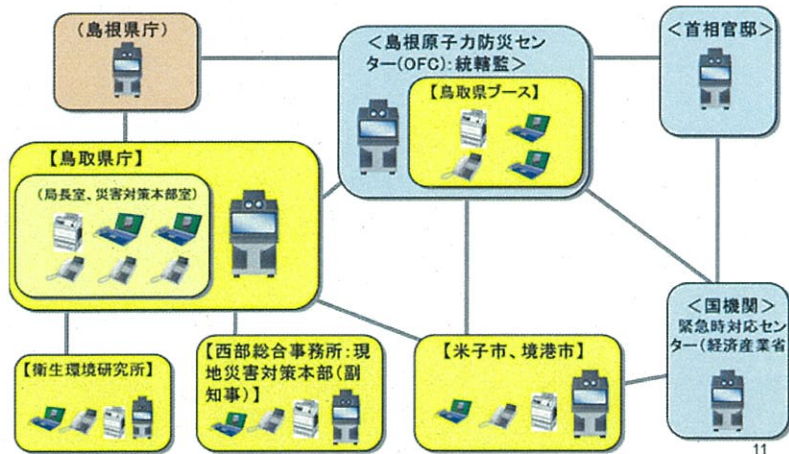 (島根県庁)
<島根原子力防災セン
ター(OFC):統轄監>
【鳥取県ブース】
<首相官邸>
【鳥取県庁】
(局長室、災害対策本部室)
【衛生環境研究所】
【西部総合事務所:現
地災害対策本部(副
知事)】
【米子市、境港市】
<国機関>
緊急時対応セン
ター(経済産業省
11